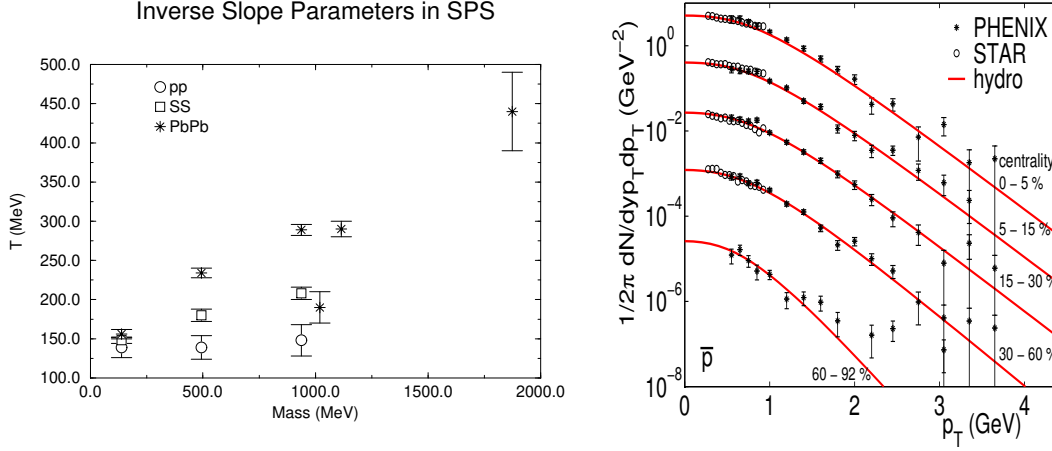 Inverse Slope Parameters in SPS
500.0
450.0
400.0
350.0
300.0
250.0
200.0
150.0
100.0
T (MeV)
pp
SS
PbPb
0.0 500.0 1000.0 1500.0 2000.0
Mass (MeV)
1/2π dN/dyp_T dp_T (GeV^−2)
10^0
10^−2
10^−4
10^−6
10^−8
PHENIX
STAR
hydro
centrality
0 – 5 %
5 – 15 %
15 – 30 %
30 – 60 %
60 – 92 %
p̅
0 1 2 3 4
p_T (GeV)